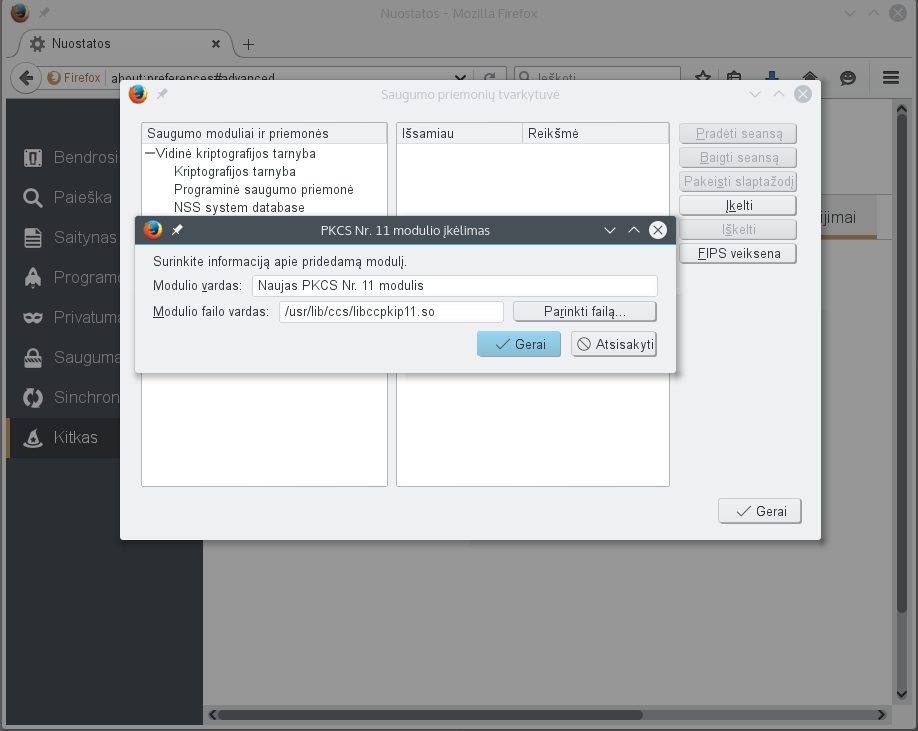 Nuostatos – Mozilla Firefox
Nuostatos
Firefox about:preferences#advanced Ieškoti
Saugumo priemonių tvarkytuvė
Saugumo moduliai ir priemonės
Išsamiau
Reikšmė
Vidinė kriptografijos tarnyba
Kriptografijos tarnyba
Programinė saugumo priemonė
NSS system database
Pradėti seansą
Baigti seansą
Pakeisti slaptažodį
Įkelti
Iškelti
FIPS veiksena
PKCS Nr. 11 modulio įkėlimas
Surinkite informaciją apie pridedamą modulį.
Modulio vardas: Naujas PKCS Nr. 11 modulis
Modulio failo vardas: /usr/lib/ccs/libccpkip11.so Parinkti failą...
Gerai Atsisakyti
Gerai
Bendrosi
Paieška
Saitynas
Programo
Privatuma
Sauguma
Sinchron
Kitkas
ijimai